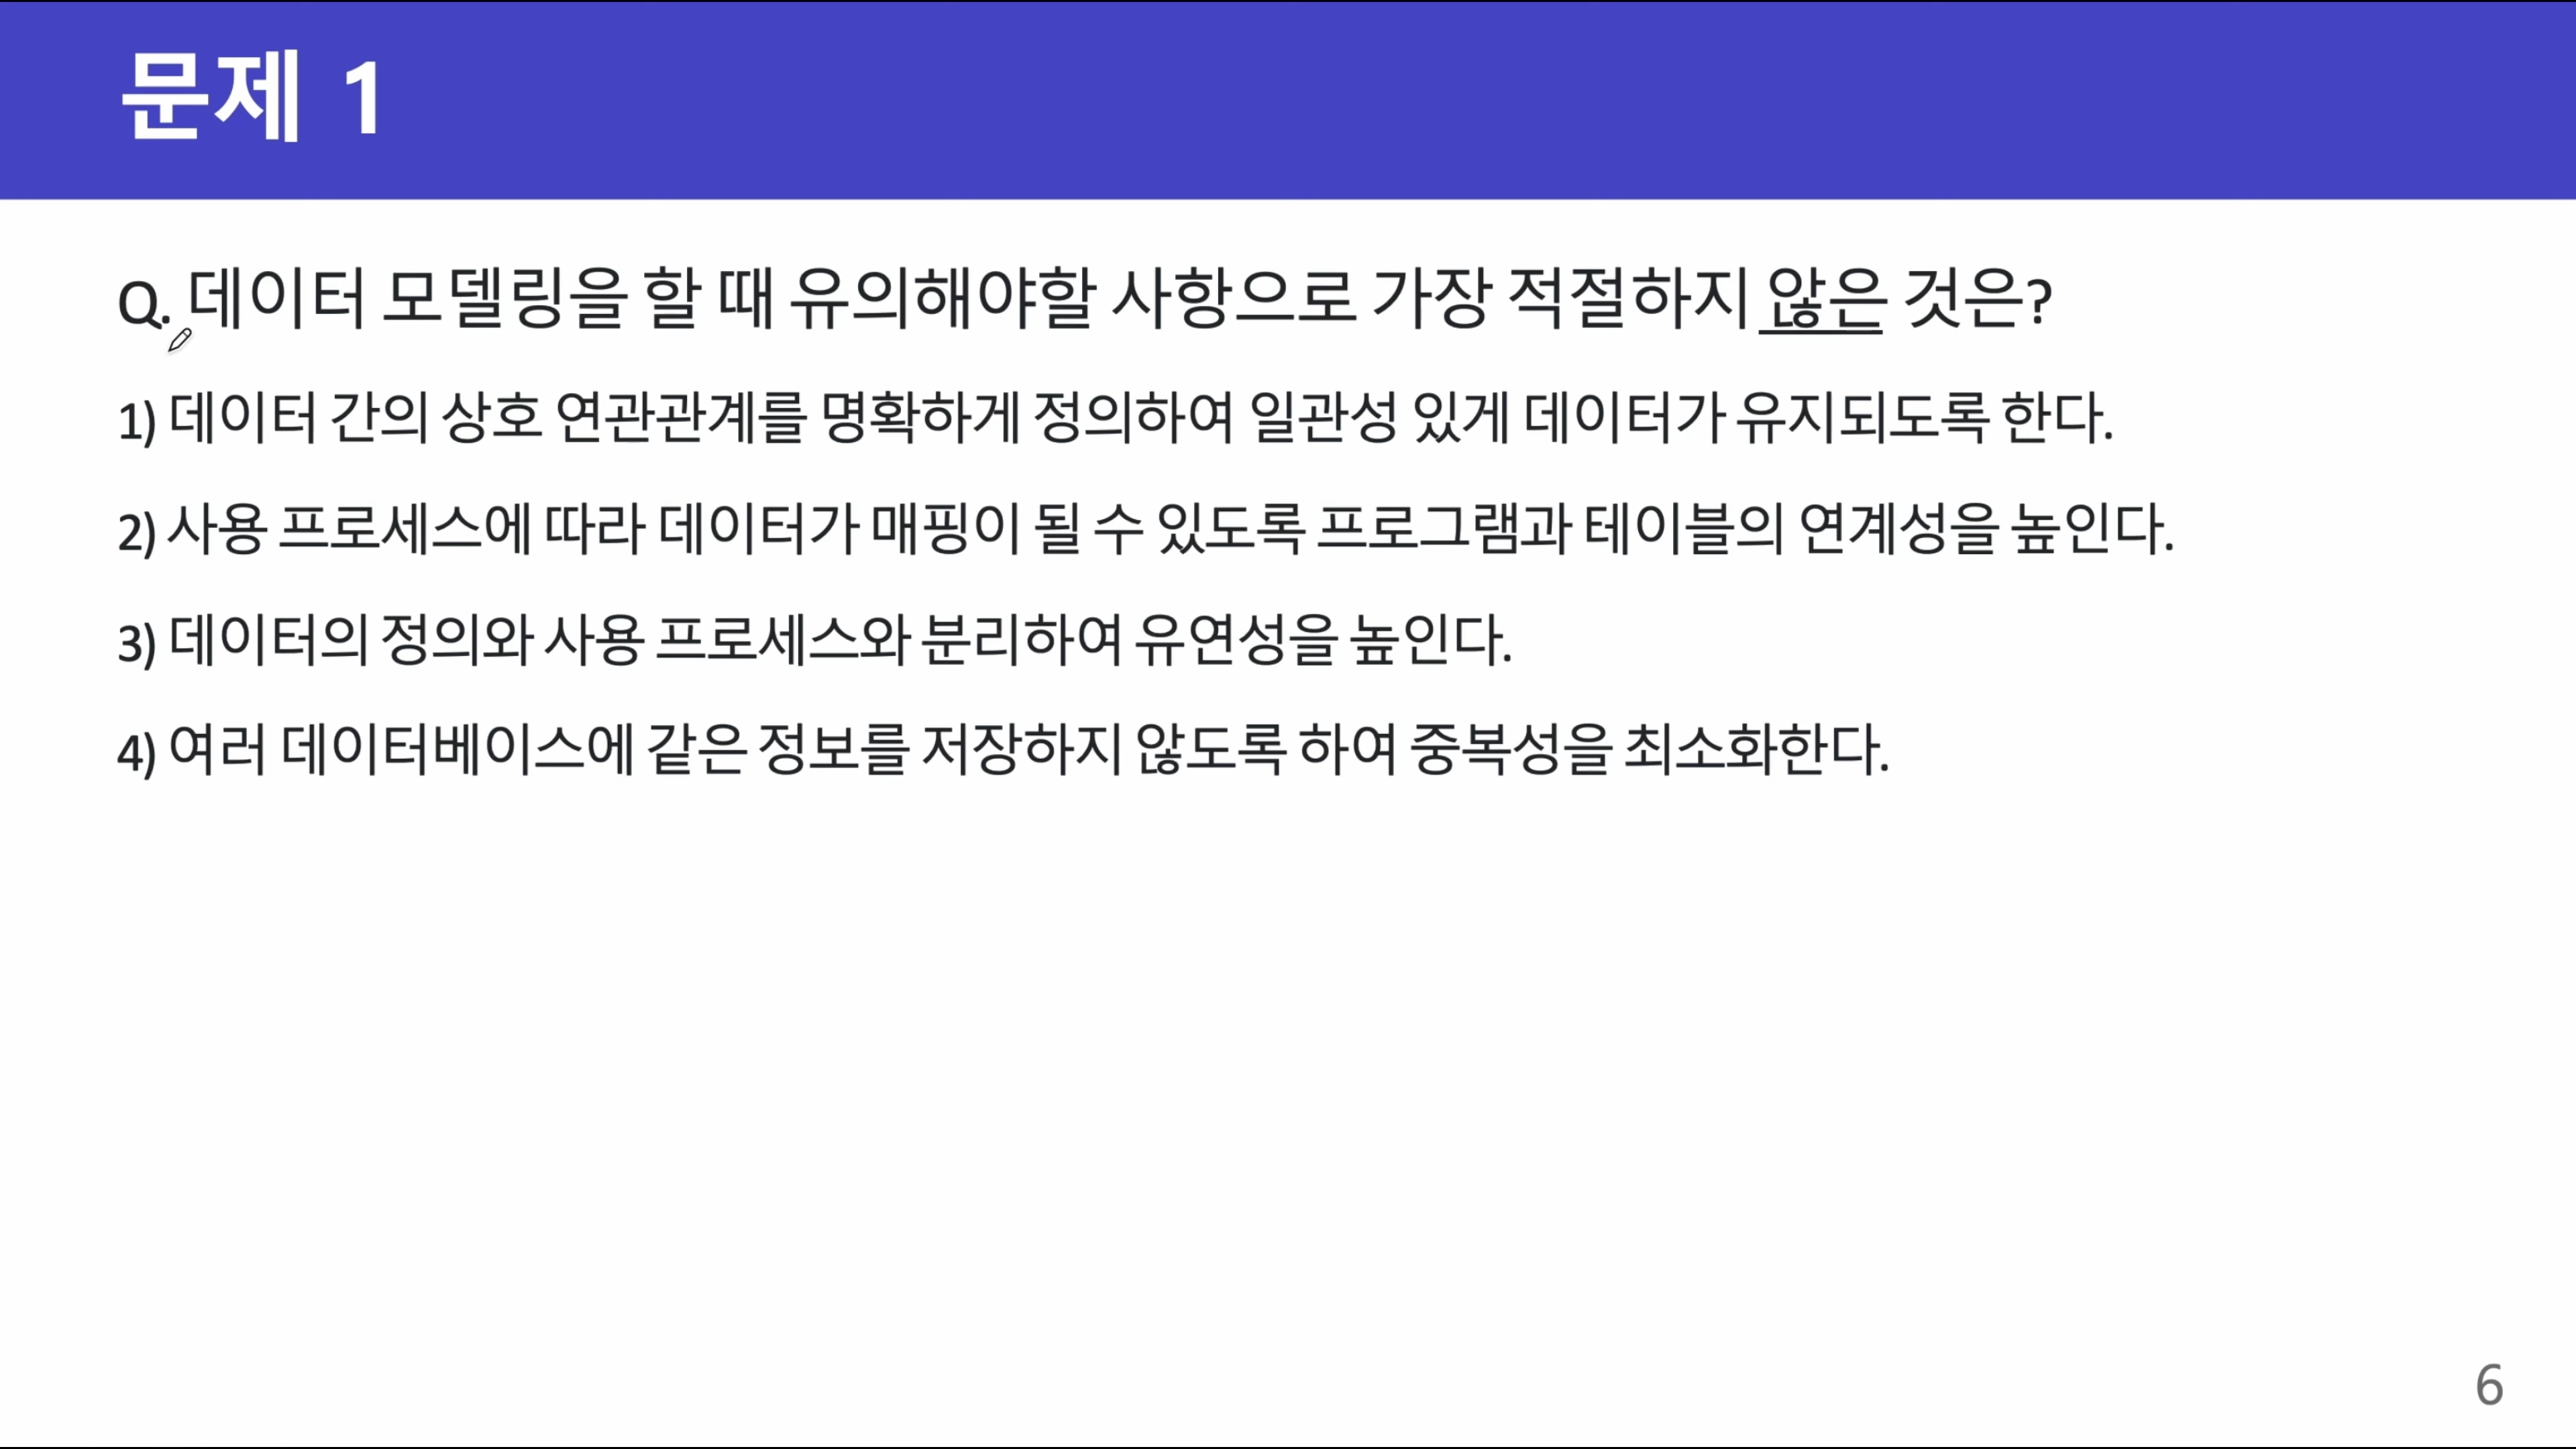 문제 1
Q. 데이터 모델링을 할 때 유의해야할 사항으로 가장 적절하지 않은 것은?
1) 데이터 간의 상호 연관관계를 명확하게 정의하여 일관성 있게 데이터가 유지되도록 한다.
2) 사용 프로세스에 따라 데이터가 매핑이 될 수 있도록 프로그램과 테이블의 연계성을 높인다.
3) 데이터의 정의와 사용 프로세스와 분리하여 유연성을 높인다.
4) 여러 데이터베이스에 같은 정보를 저장하지 않도록 하여 중복성을 최소화한다.
6